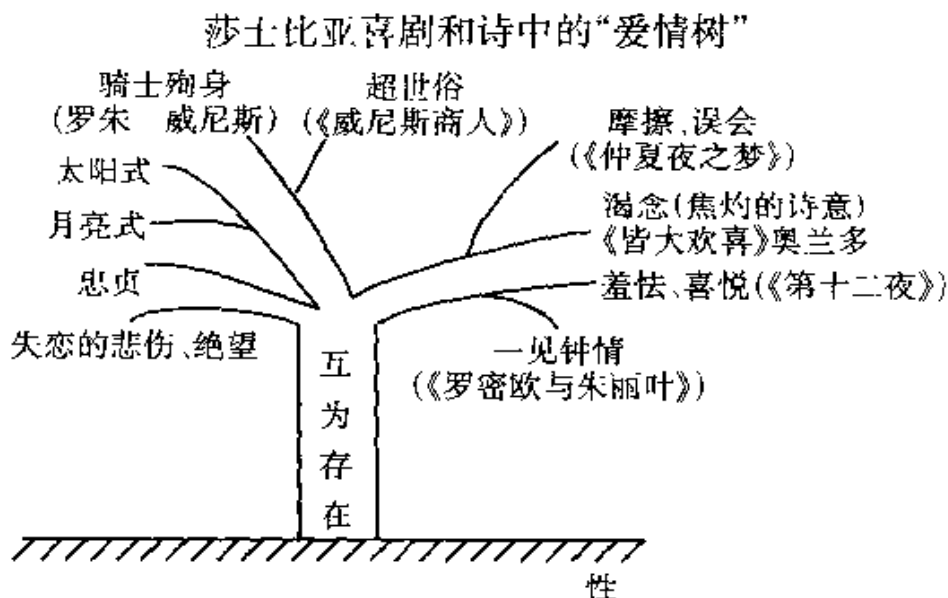 莎士比亚喜剧和诗中的“爱情树”
骑士殉身
(罗朱 威尼斯)
超世俗
(《威尼斯商人》)
摩擦、误会
(《仲夏夜之梦》)
太阳式
月亮式
忠贞
失恋的悲伤、绝望
渴念(焦灼的诗意)
《皆大欢喜》奥兰多
羞怯、喜悦(《第十二夜》)
一见钟情
(《罗密欧与朱丽叶》)
互
为
存
在
性